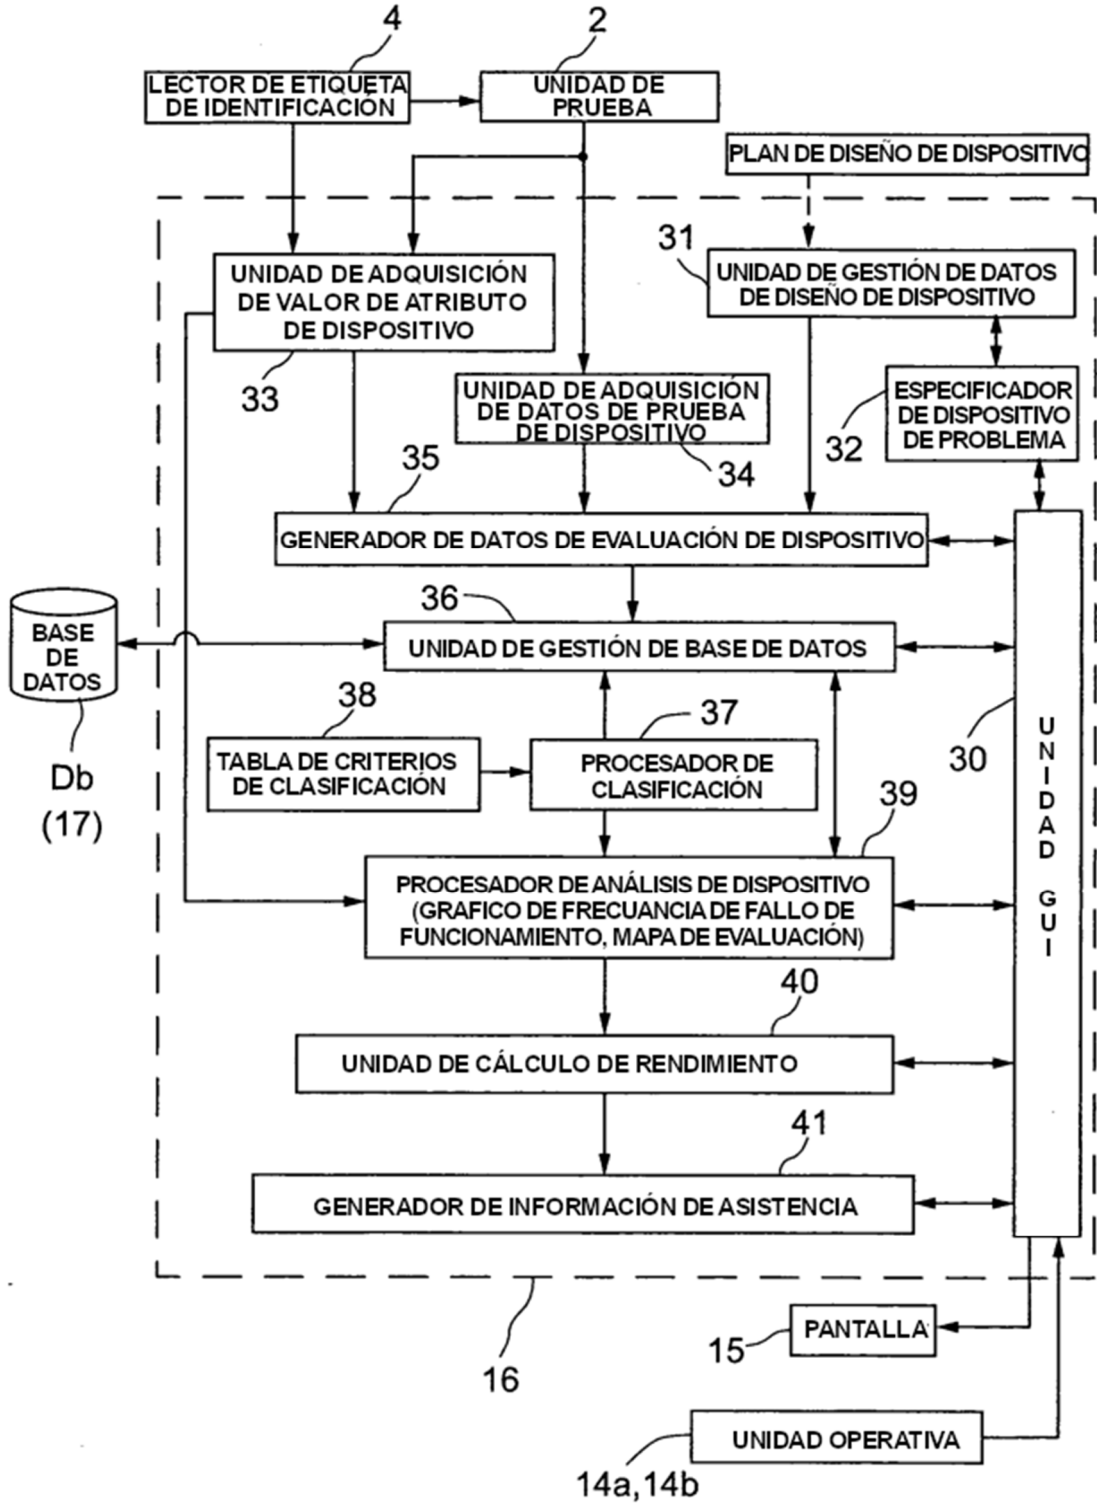 4
2
LECTOR DE ETIQUETA
DE IDENTIFICACIÓN
UNIDAD DE
PRUEBA
PLAN DE DISEÑO DE DISPOSITIVO
31
UNIDAD DE ADQUISICIÓN
DE VALOR DE ATRIBUTO
DE DISPOSITIVO
UNIDAD DE GESTIÓN DE DATOS
DE DISEÑO DE DISPOSITIVO
33
UNIDAD DE ADQUISICIÓN
DE DATOS DE PRUEBA
DE DISPOSITIVO
34
ESPECIFICADOR
DE DISPOSITIVO
DE PROBLEMA
32
35
GENERADOR DE DATOS DE EVALUACIÓN DE DISPOSITIVO
36
BASE
DE
DATOS
UNIDAD DE GESTIÓN DE BASE DE DATOS
Db
(17)
38
37
30
TABLA DE CRITERIOS
DE CLASIFICACIÓN
PROCESADOR DE
CLASIFICACIÓN
UNIDAD GUI
39
PROCESADOR DE ANÁLISIS DE DISPOSITIVO
(GRAFICO DE FRECUANCIA DE FALLO DE
FUNCIONAMIENTO, MAPA DE EVALUACIÓN)
40
UNIDAD DE CÁLCULO DE RENDIMIENTO
41
GENERADOR DE INFORMACIÓN DE ASISTENCIA
16
15
PANTALLA
UNIDAD OPERATIVA
14a,14b